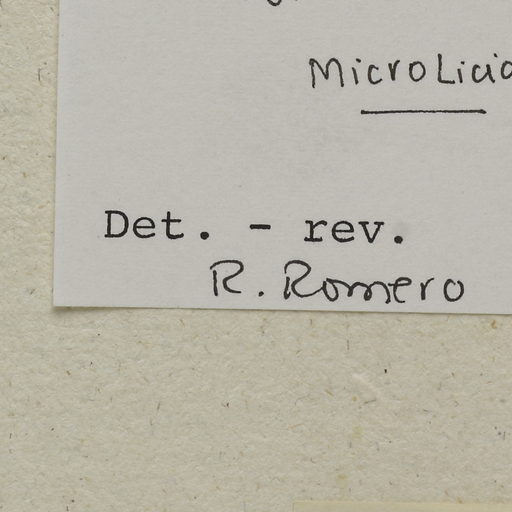 Microlicia
Det. - rev.
R. Romero